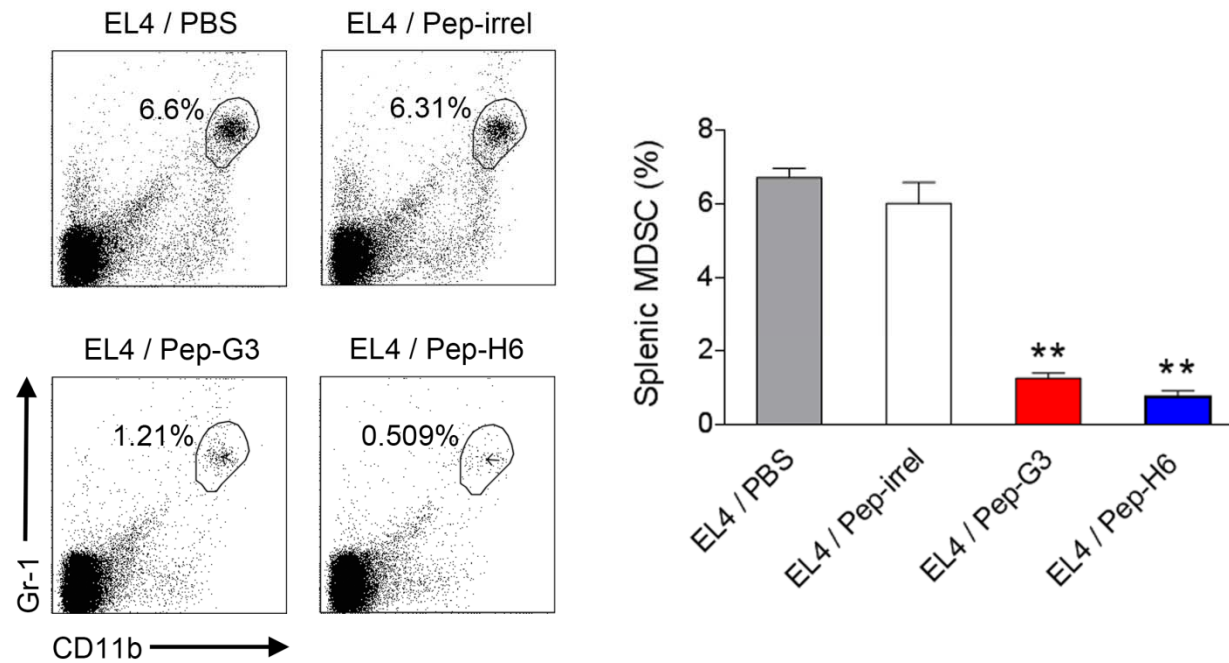 EL4 / PBS
EL4 / Pep-irrel
6.6%
6.31%
EL4 / Pep-G3
EL4 / Pep-H6
1.21%
0.509%
Gr-1
CD11b
Splenic MDSC (%)
8
6
4
2
0
**
**
EL4 / PBS
EL4 / Pep-irrel
EL4 / Pep-G3
EL4 / Pep-H6